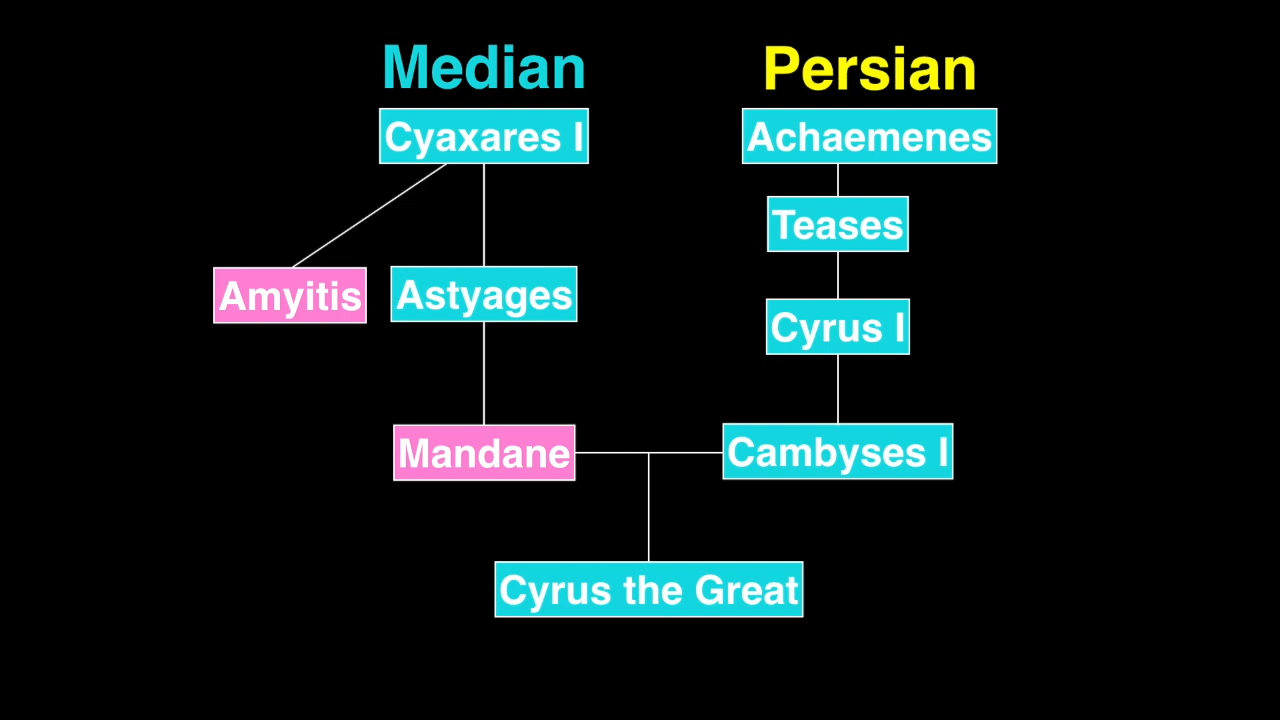 Median
Persian
Cyaxares I
Achaemenes
Teases
Amyitis
Astyages
Cyrus I
Mandane
Cambyses I
Cyrus the Great